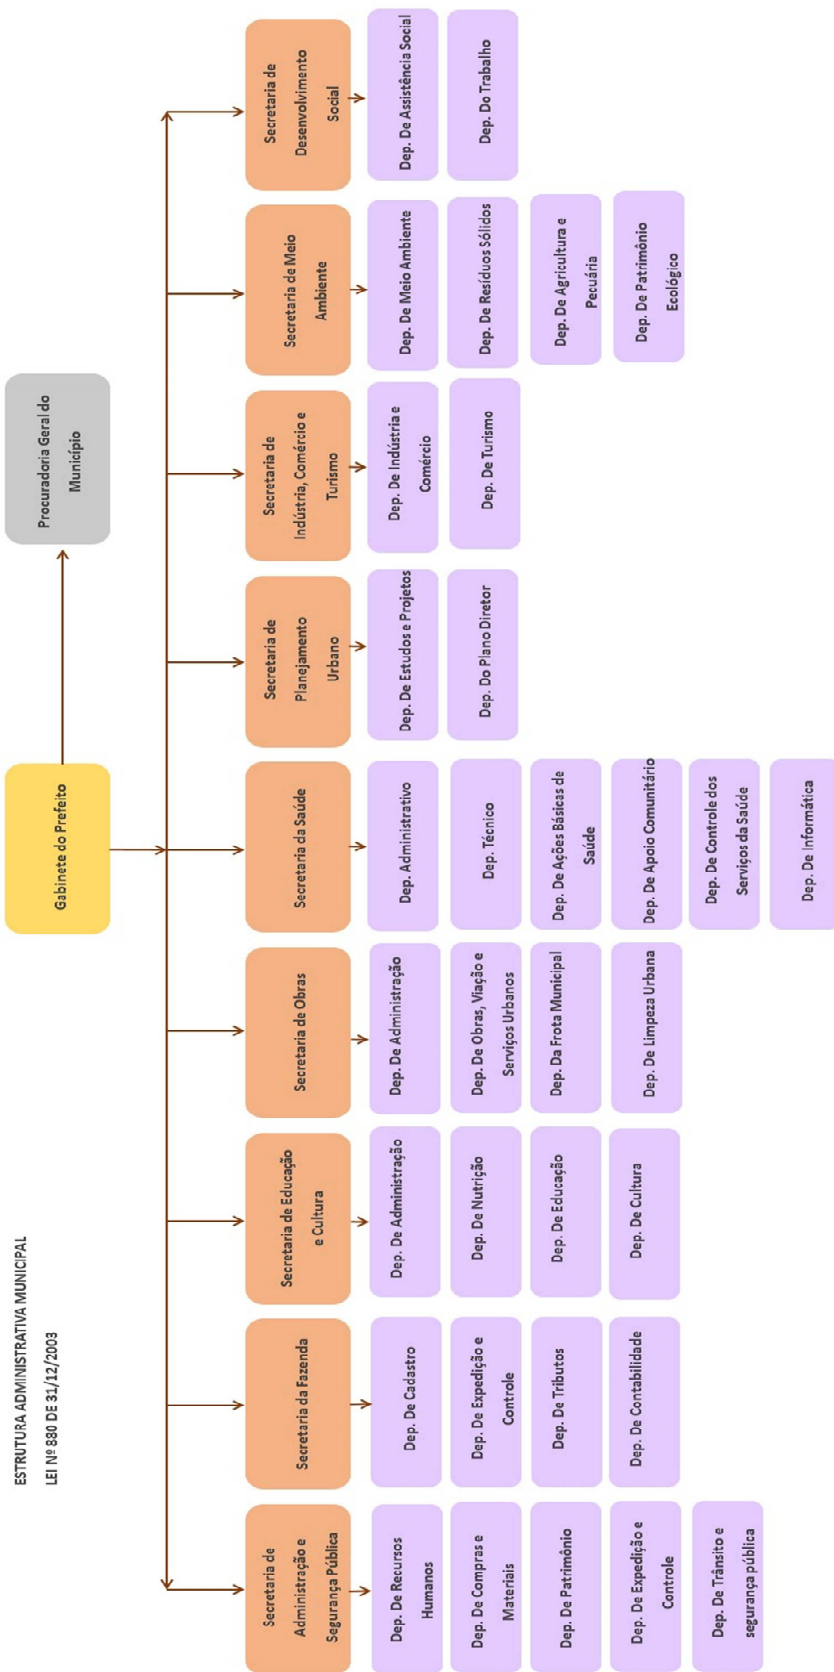 ESTRUTURA ADMINISTRATIVA MUNICIPAL
LEI Nº 880 DE 31/12/2003
Gabinete do Prefeito
Procuradoria Geral do
Município
Secretaria de
Administração e
Segurança Pública
Dep. De Recursos
Humanos
Dep. De Compras e
Materiais
Dep. De Patrimônio
Dep. De Expedição e
Controle
Dep. De Trânsito e
segurança pública
Secretaria da Fazenda
Dep. De Cadastro
Dep. De Expedição e
Controle
Dep. De Tributos
Dep. De Contabilidade
Secretaria de Educação
e Cultura
Dep. De Administração
Dep. De Nutrição
Dep. De Educação
Dep. De Cultura
Secretaria de Obras
Dep. De Administração
Dep. De Obras, Viação e
Serviços Urbanos
Dep. Da Frota Municipal
Dep. De Limpeza Urbana
Secretaria da Saúde
Dep. Administrativo
Dep. Técnico
Dep. De Ações Básicas de
Saúde
Dep. De Apoio Comunitário
Dep. De Controle dos
Serviços da Saúde
Dep. De Informática
Secretaria de
Planejamento
Urbano
Dep. De Estudos e Projetos
Dep. Do Plano Diretor
Secretaria de
Indústria, Comércio e
Turismo
Dep. De Indústria e
Comércio
Dep. De Turismo
Secretaria de Meio
Ambiente
Dep. De Meio Ambiente
Dep. De Resíduos Sólidos
Dep. De Agricultura e
Pecuária
Dep. De Patrimônio
Ecológico
Secretaria de
Desenvolvimento
Social
Dep. De Assistência Social
Dep. Do Trabalho